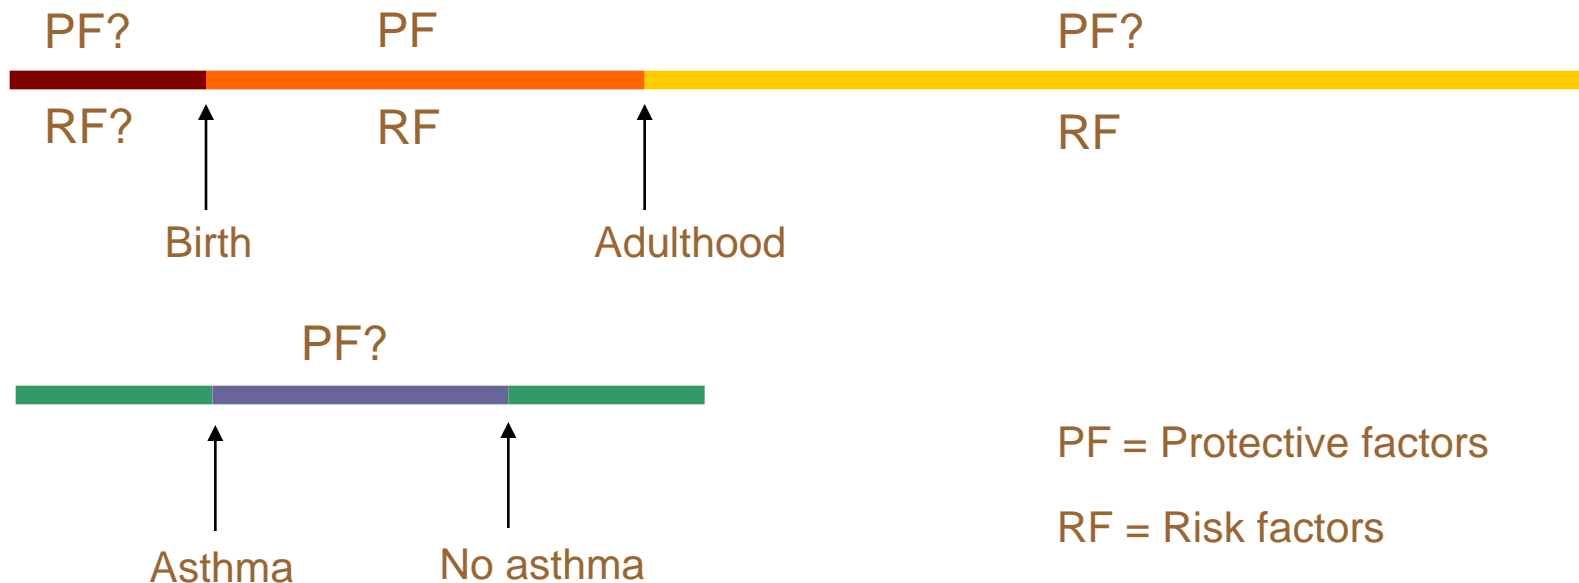 PF?
PF
PF?
RF?
RF
RF
Birth
Adulthood
PF?
PF = Protective factors
RF = Risk factors
Asthma
No asthma